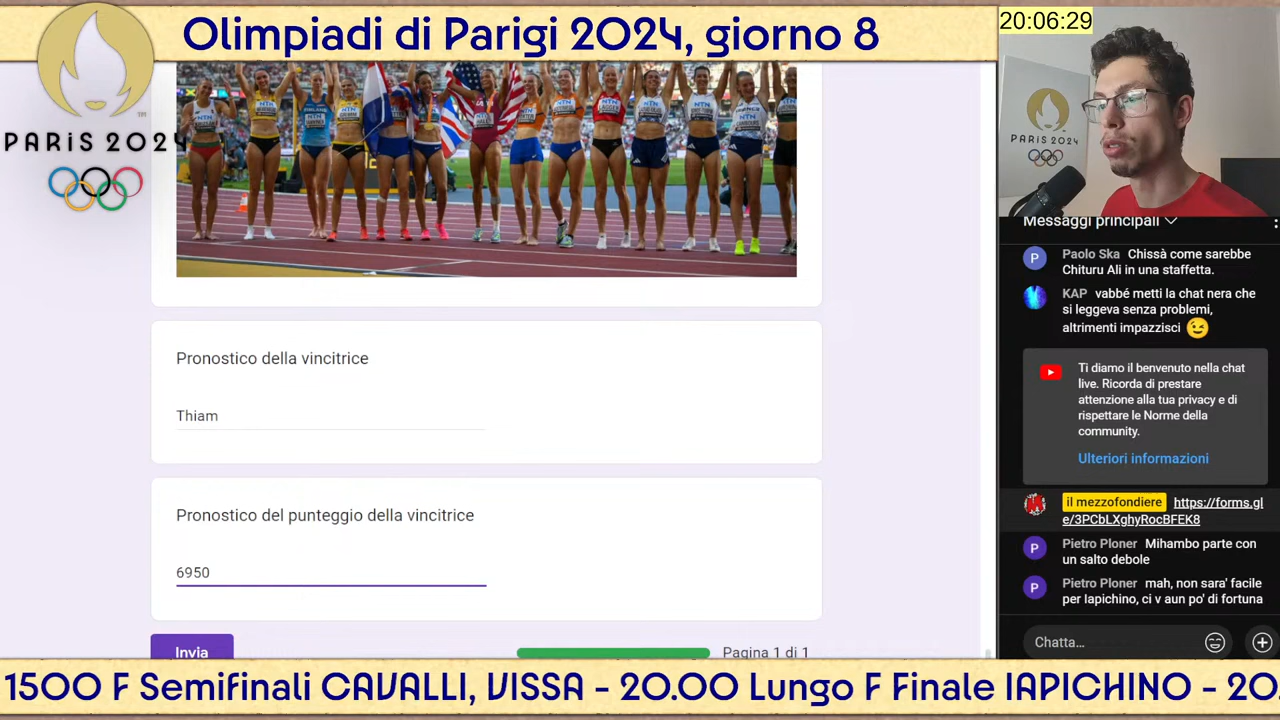 Olimpiadi di Parigi 2024, giorno 8
20:06:29
PARIS 2024
PARIS 2024
Messaggi principali
Paolo Ska Chissà come sarebbe
Chituru Ali in una staffetta.
KAP vabbé metti la chat nera che
si leggeva senza problemi,
altrimenti impazzisci 😉
Ti diamo il benvenuto nella chat
live. Ricorda di prestare
attenzione alla tua privacy e di
rispettare le Norme della
community.
Ulteriori informazioni
il mezzofondiere https://forms.gl
e/3PCbLXghyRocBFEK8
P Pietro Ploner Mihambo parte con
un salto debole
P Pietro Ploner mah, non sara' facile
per Iapichino, ci v aun po' di fortuna
Chatta…
Pronostico della vincitrice
Thiam
Pronostico del punteggio della vincitrice
6950
Invia
Pagina 1 di 1
1500 F Semifinali CAVALLI, VISSA - 20.00 Lungo F Finale IAPICHINO - 20.